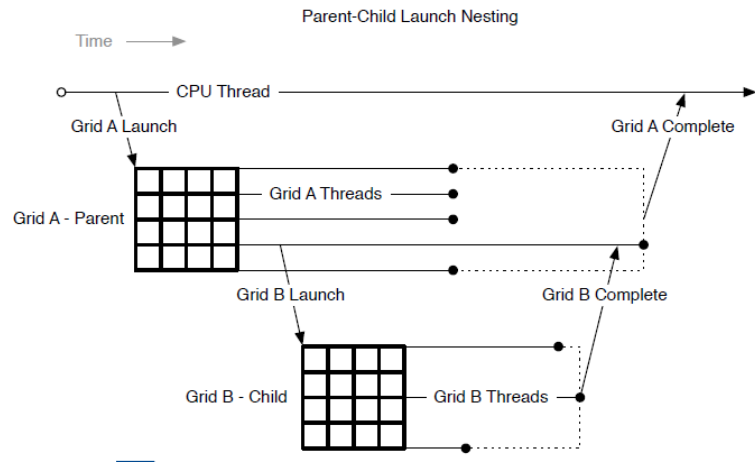 Parent-Child Launch Nesting
Time
CPU Thread
Grid A Launch
Grid A Complete
Grid A Threads
Grid A - Parent
Grid B Launch
Grid B Complete
Grid B - Child
Grid B Threads